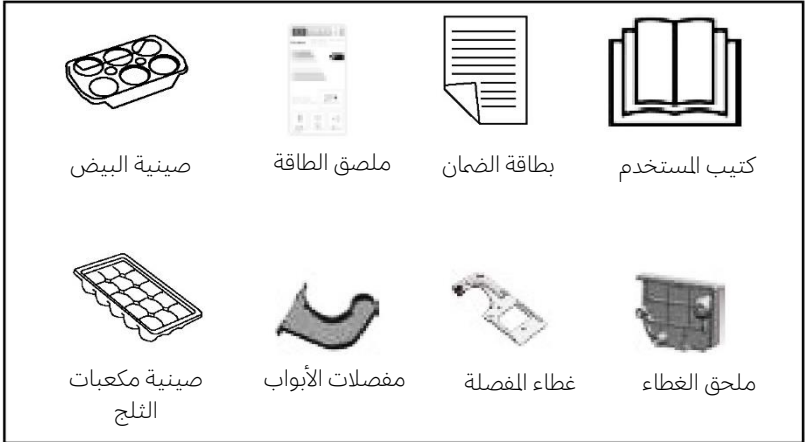 كتيب المستخدم
بطاقة الضمان
ملصق الطاقة
صينية البيض
ملحق الغطاء
غطاء المفصلة
مفصلات الأبواب
صينية مكعبات
الثلج